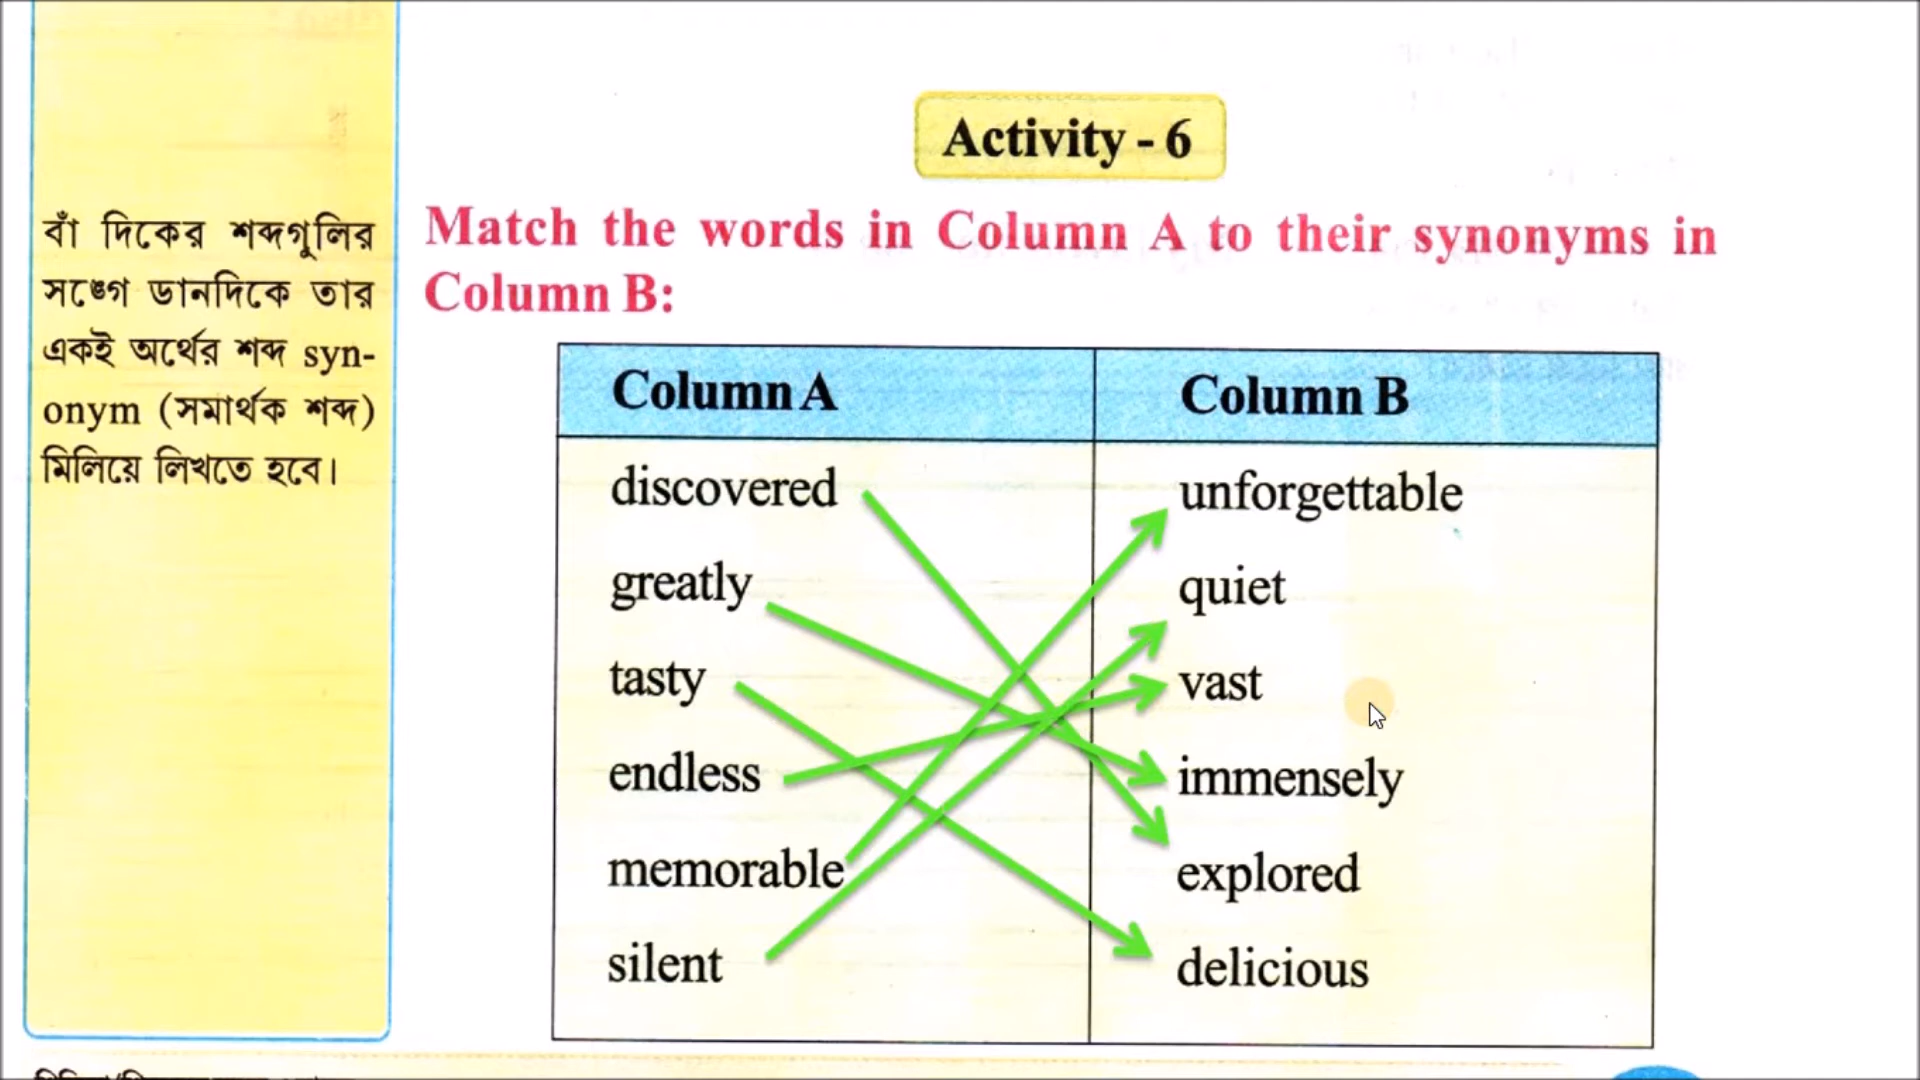 Activity - 6
বাঁ দিকের শব্দগুলির
সঙ্গে ডানদিকে তার
একই অর্থের শব্দ syn-
onym (সমার্থক শব্দ)
মিলিয়ে লিখতে হবে।
Match the words in Column A to their synonyms in
Column B:
Column A Column B
discovered unforgettable
greatly quiet
tasty vast
endless immensely
memorable explored
silent delicious